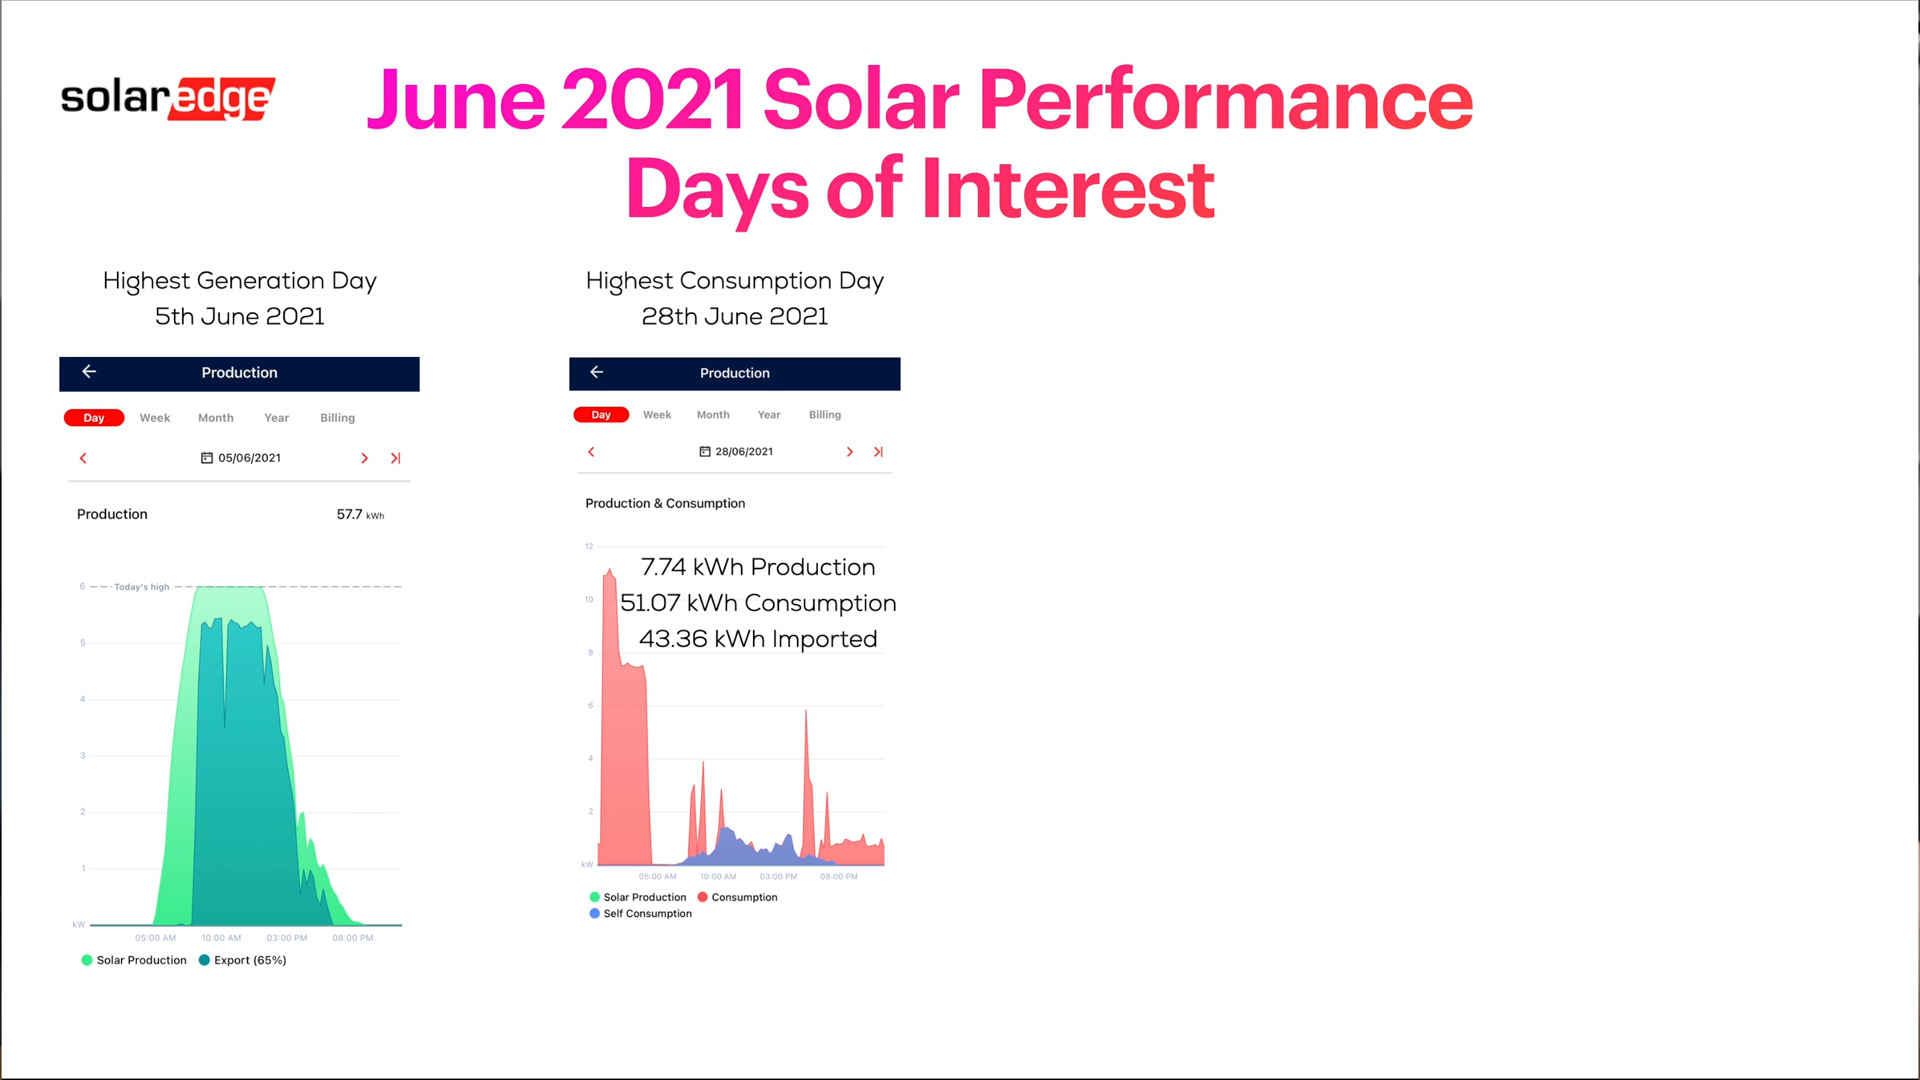 solaredge
June 2021 Solar Performance
Days of Interest
Highest Generation Day
5th June 2021
Production
Day Week Month Year Billing
05/06/2021
Production 57.7 kWh
6 Today's high
5
4
3
2
1
kW
05:00 AM 10:00 AM 03:00 PM 08:00 PM
Solar Production Export (65%)
Highest Consumption Day
28th June 2021
Production
Day Week Month Year Billing
28/06/2021
Production & Consumption
12
7.74 kWh Production
10
51.07 kWh Consumption
43.36 kWh Imported
8
6
4
2
kW
05:00 AM 10:00 AM 03:00 PM 08:00 PM
Solar Production Consumption
Self Consumption